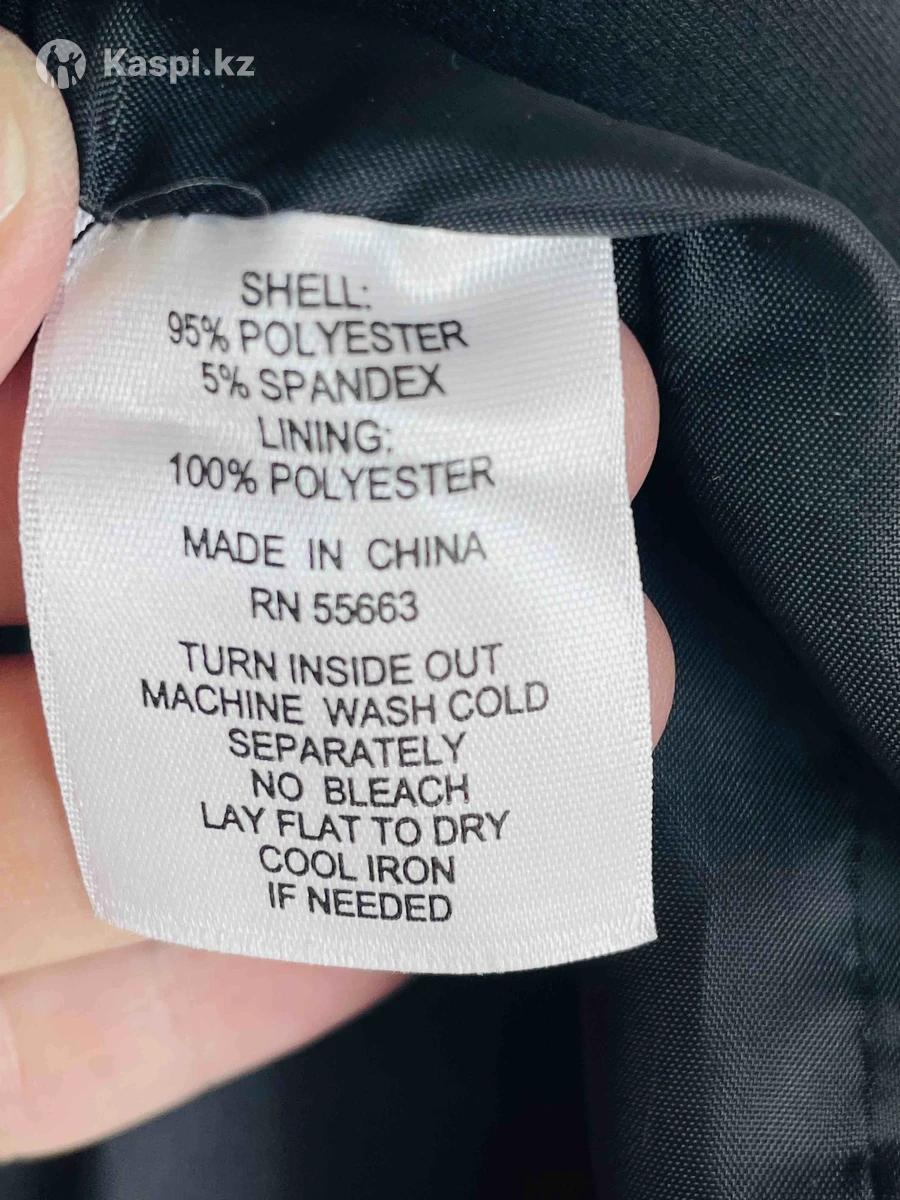 Kaspi.kz
SHELL:
95% POLYESTER
5% SPANDEX
LINING:
100% POLYESTER
MADE IN CHINA
RN 55663
TURN INSIDE OUT
MACHINE WASH COLD
SEPARATELY
NO BLEACH
LAY FLAT TO DRY
COOL IRON
IF NEEDED